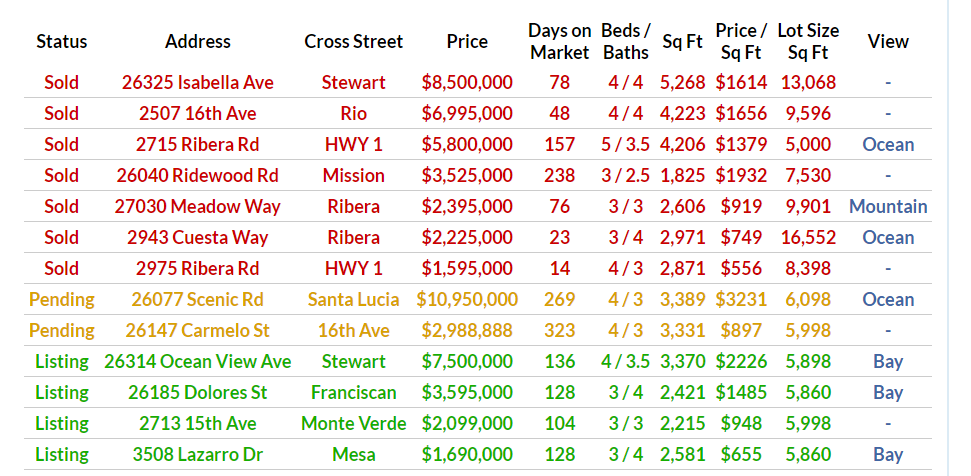 Status Address Cross Street Price Days on Market Beds / Baths Sq Ft Price / Sq Ft Lot Size Sq Ft View
Sold 26325 Isabella Ave Stewart $8,500,000 78 4 / 4 5,268 $1614 13,068 -
Sold 2507 16th Ave Rio $6,995,000 48 4 / 4 4,223 $1656 9,596 -
Sold 2715 Ribera Rd HWY 1 $5,800,000 157 5 / 3.5 4,206 $1379 5,000 Ocean
Sold 26040 Ridewood Rd Mission $3,525,000 238 3 / 2.5 1,825 $1932 7,530 -
Sold 27030 Meadow Way Ribera $2,395,000 76 3 / 3 2,606 $919 9,901 Mountain
Sold 2943 Cuesta Way Ribera $2,225,000 23 3 / 4 2,971 $749 16,552 Ocean
Sold 2975 Ribera Rd HWY 1 $1,595,000 14 4 / 3 2,871 $556 8,398 -
Pending 26077 Scenic Rd Santa Lucia $10,950,000 269 4 / 3 3,389 $3231 6,098 Ocean
Pending 26147 Carmelo St 16th Ave $2,988,888 323 4 / 3 3,331 $897 5,998 -
Listing 26314 Ocean View Ave Stewart $7,500,000 136 4 / 3.5 3,370 $2226 5,898 Bay
Listing 26185 Dolores St Franciscan $3,595,000 128 3 / 4 2,421 $1485 5,860 Bay
Listing 2713 15th Ave Monte Verde $2,099,000 104 3 / 3 2,215 $948 5,998 -
Listing 3508 Lazarro Dr Mesa $1,690,000 128 3 / 4 2,581 $655 5,860 Bay